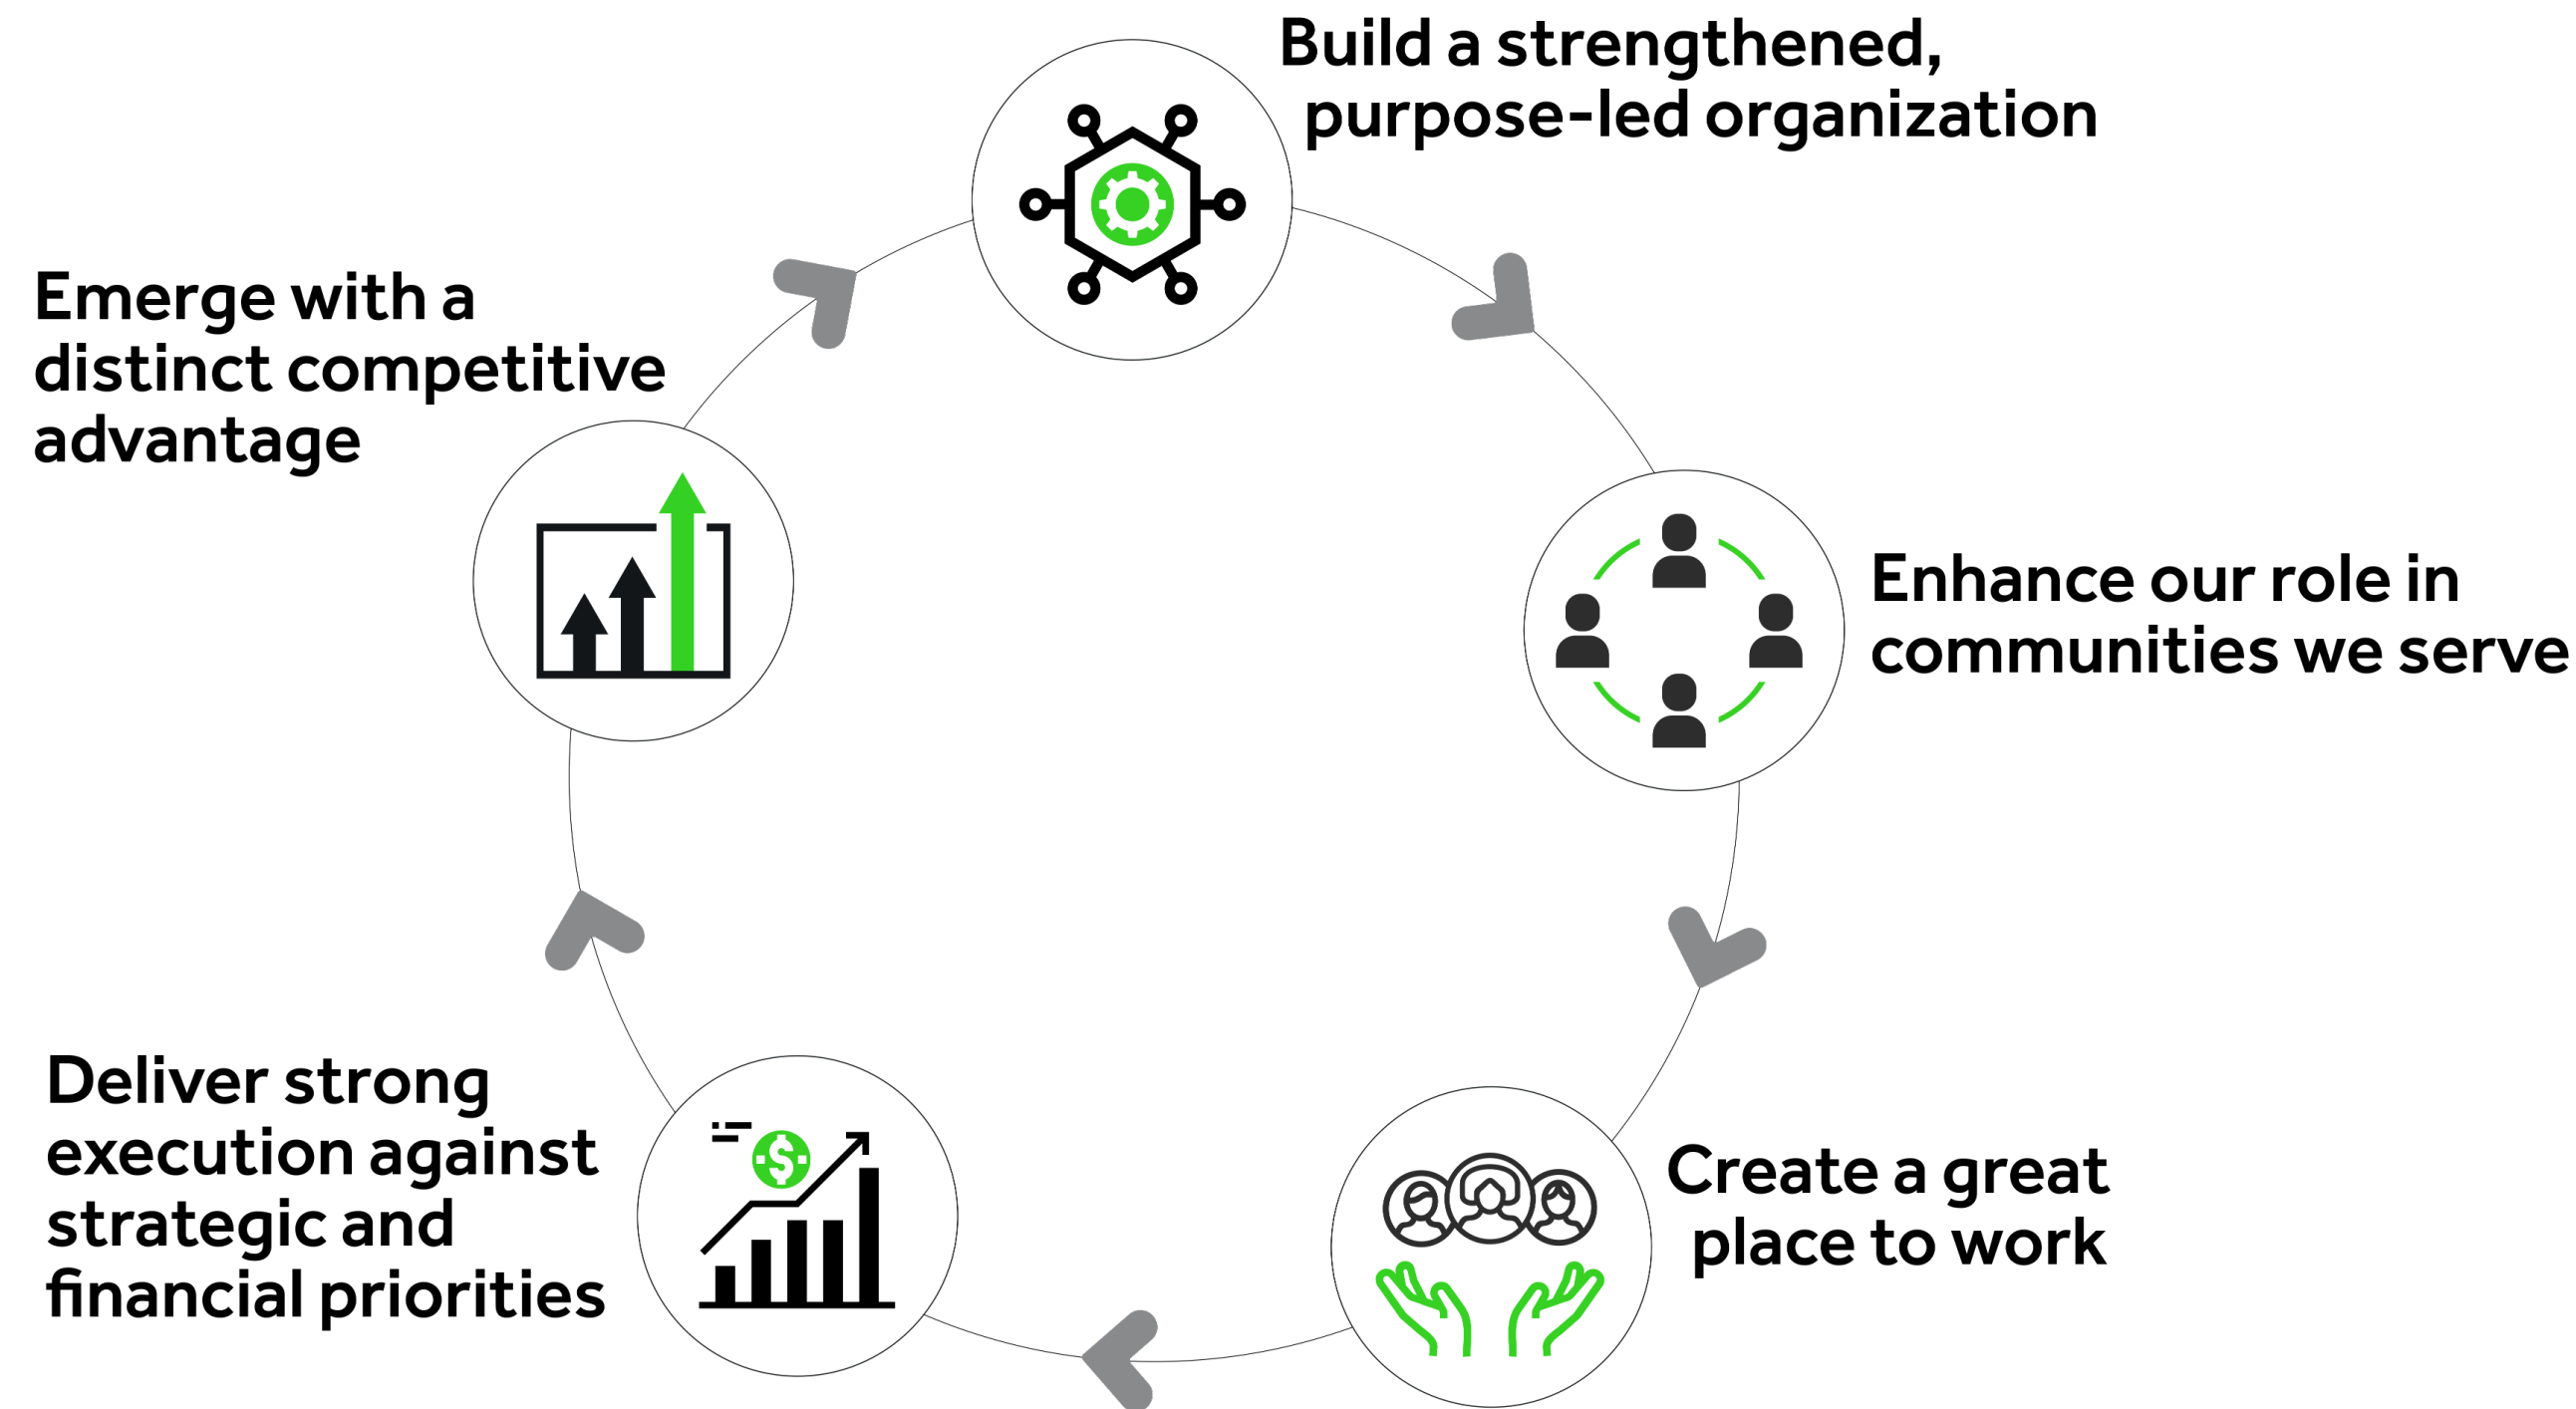 Build a strengthened,
purpose-led organization
Enhance our role in
communities we serve
Create a great
place to work
Deliver strong
execution against
strategic and
financial priorities
Emerge with a
distinct competitive
advantage
$